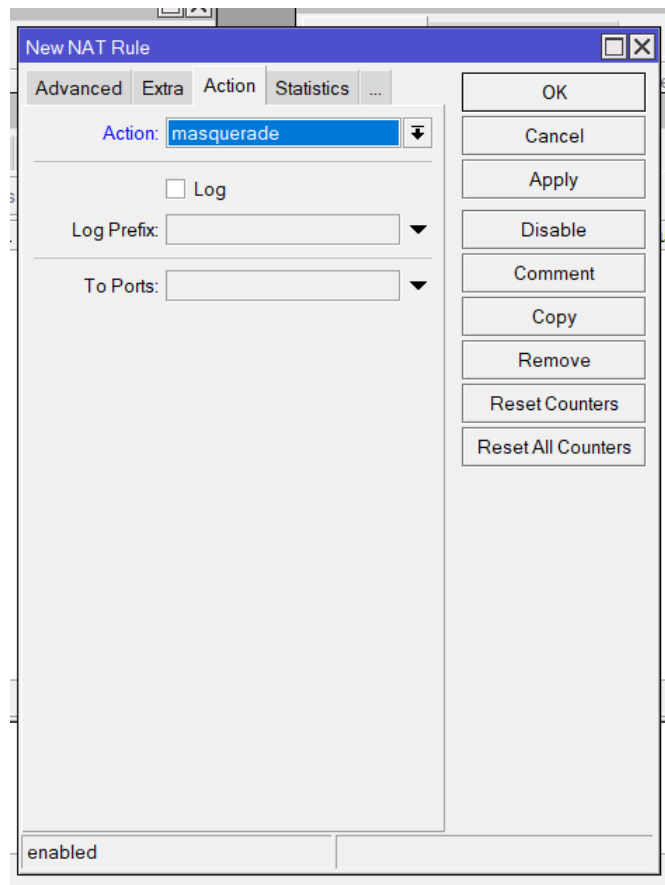 New NAT Rule
Advanced Extra Action Statistics ...
Action: masquerade
Log
Log Prefix:
To Ports:
OK
Cancel
Apply
Disable
Comment
Copy
Remove
Reset Counters
Reset All Counters
enabled